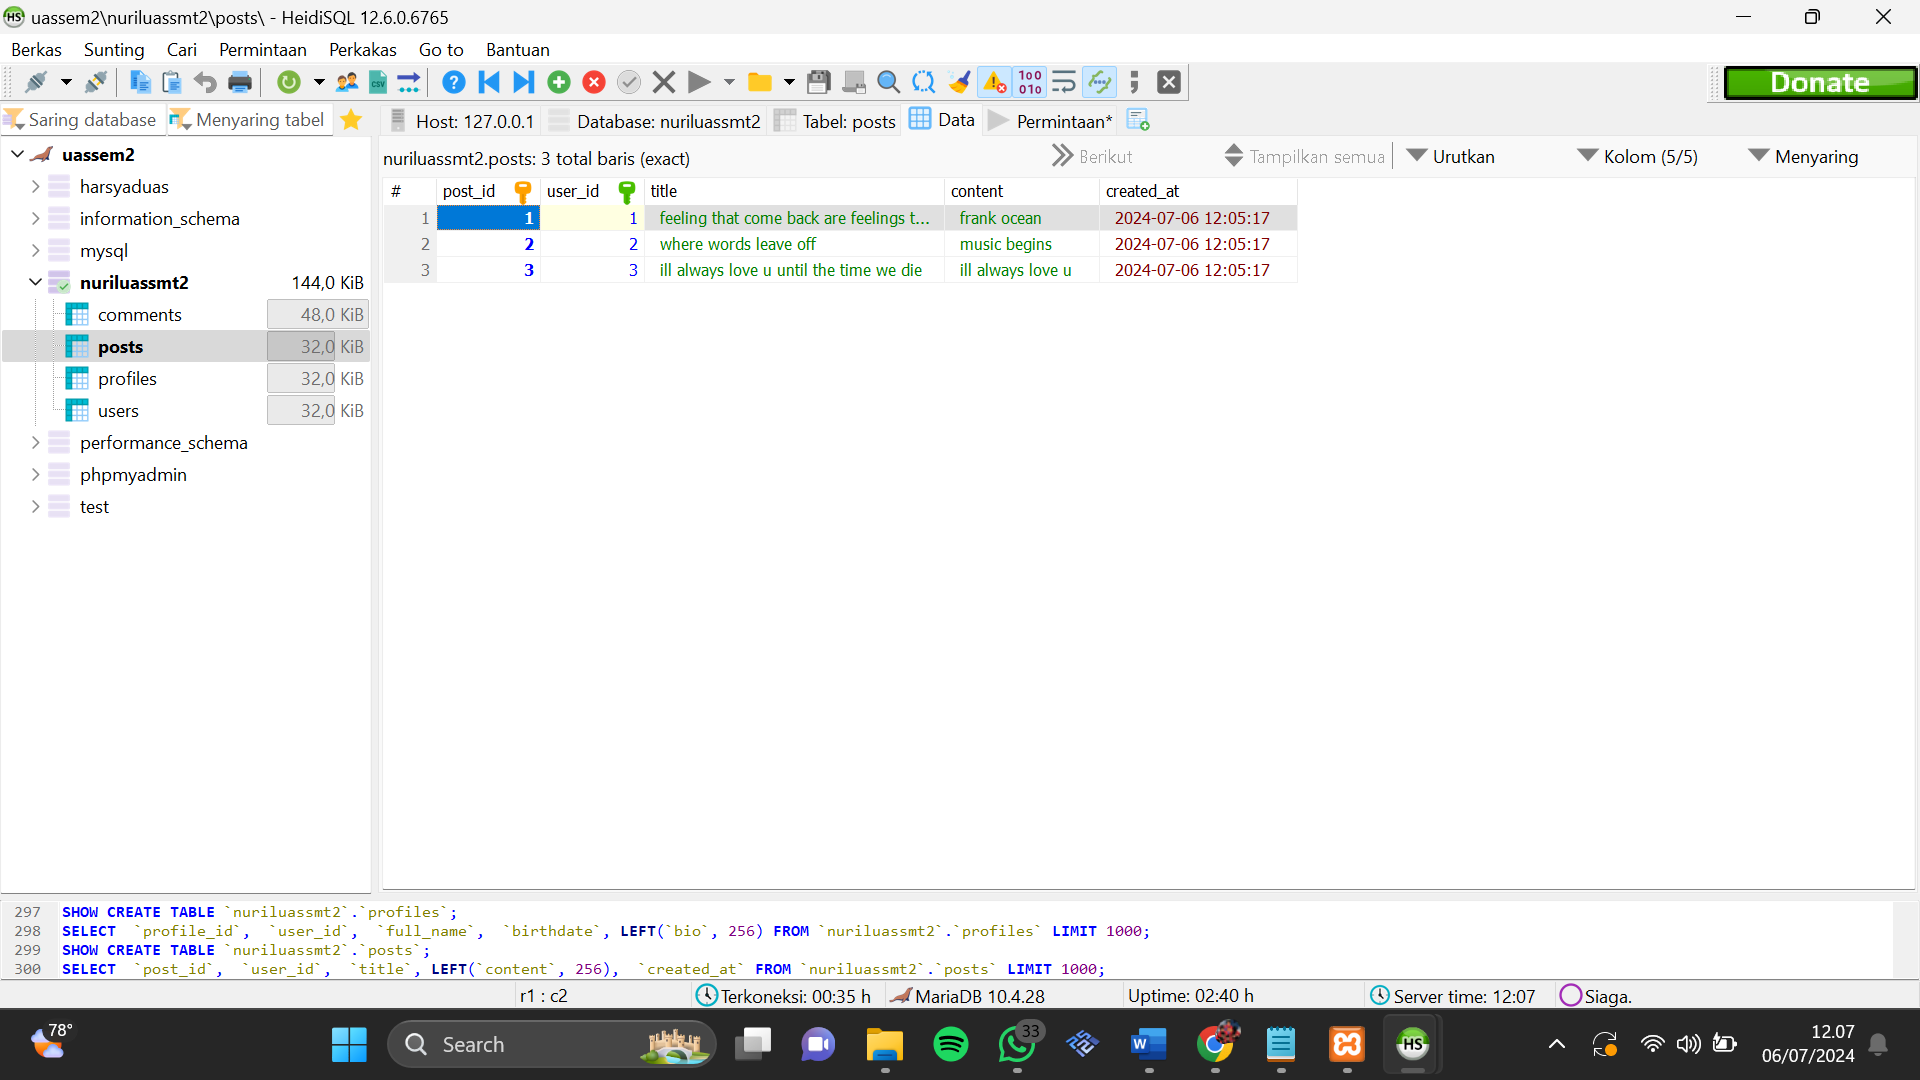 HS uassem2\nuriluassmt2\posts\ - HeidiSQL 12.6.0.6765
Berkas Sunting Cari Permintaan Perkakas Go to Bantuan
Donate
Saring database Menyaring tabel Host: 127.0.0.1 Database: nuriluassmt2 Tabel: posts Data Permintaan*
nuriluassmt2.posts: 3 total baris (exact) Berikut Tampilkan semua Urutkan Kolom (5/5) Menyaring
# post_id user_id title content created_at
1 1 1 feeling that come back are feelings t... frank ocean 2024-07-06 12:05:17
2 2 2 where words leave off music begins 2024-07-06 12:05:17
3 3 3 ill always love u until the time we die ill always love u 2024-07-06 12:05:17
uassem2
harsyaduas
information_schema
mysql
nuriluassmt2 144,0 KiB
comments 48,0 KiB
posts 32,0 KiB
profiles 32,0 KiB
users 32,0 KiB
performance_schema
phpmyadmin
test
297 SHOW CREATE TABLE `nuriluassmt2`.`profiles`;
298 SELECT `profile_id`, `user_id`, `full_name`, `birthdate`, LEFT(`bio`, 256) FROM `nuriluassmt2`.`profiles` LIMIT 1000;
299 SHOW CREATE TABLE `nuriluassmt2`.`posts`;
300 SELECT `post_id`, `user_id`, `title`, LEFT(`content`, 256), `created_at` FROM `nuriluassmt2`.`posts` LIMIT 1000;
r1 : c2 Terkoneksi: 00:35 h MariaDB 10.4.28 Uptime: 02:40 h Server time: 12:07 Siaga.
78° Search 33 HS 12.07
06/07/2024